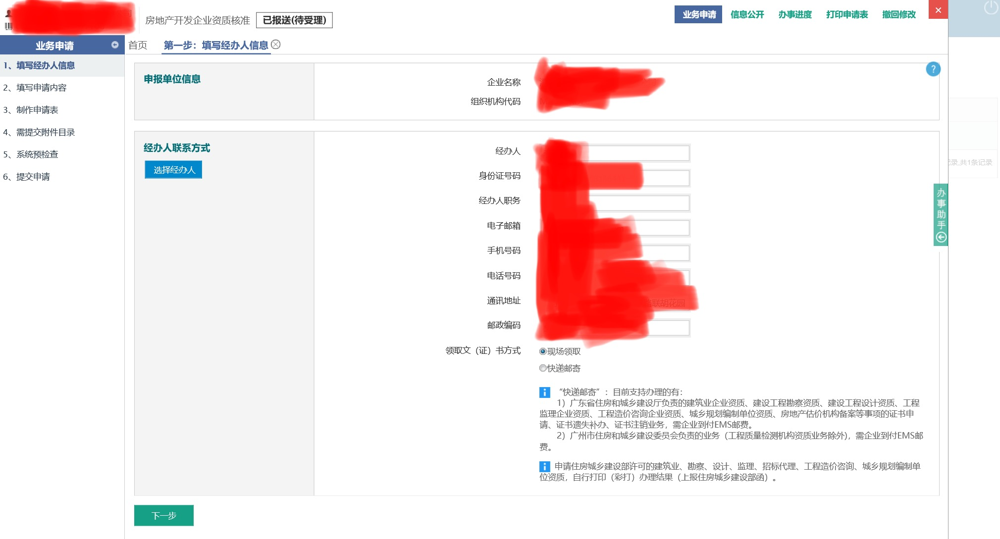 房地产开发企业资质核准
已报送(待受理)
业务申请
信息公开
办事进度
打印申请表
撤回修改
业务申请
首页
第一步：填写经办人信息
1、填写经办人信息
2、填写申请内容
3、制作申请表
4、需提交附件目录
5、系统预检查
6、提交申请
申报单位信息
企业名称
组织机构代码
?
经办人联系方式
选择经办人
经办人
身份证号码
经办人职务
电子邮箱
手机号码
电话号码
通讯地址
联胡花园
邮政编码
领取文（证）书方式
现场领取
快递邮寄
“快递邮寄”：目前支持办理的有：
1）广东省住房和城乡建设厅负责的建筑业企业资质、建设工程勘察资质、建设工程设计资质、工程
监理企业资质、工程造价咨询企业资质、城乡规划编制单位资质、房地产估价机构备案等事项的证书申
请、证书遗失补办、证书注销业务，需企业到付EMS邮费。
2）广州市住房和城乡建设委员会负责的业务（工程质量检测机构资质业务除外)，需企业到付EMS邮
费。
申请住房城乡建设部许可的建筑业、勘察、设计、监理、招标代理、工程造价咨询、城乡规划编制单
位资质，自行打印（彩打）办理结果（上报住房城乡建设部函）。
下一步
记录,共1条记录
办事助手